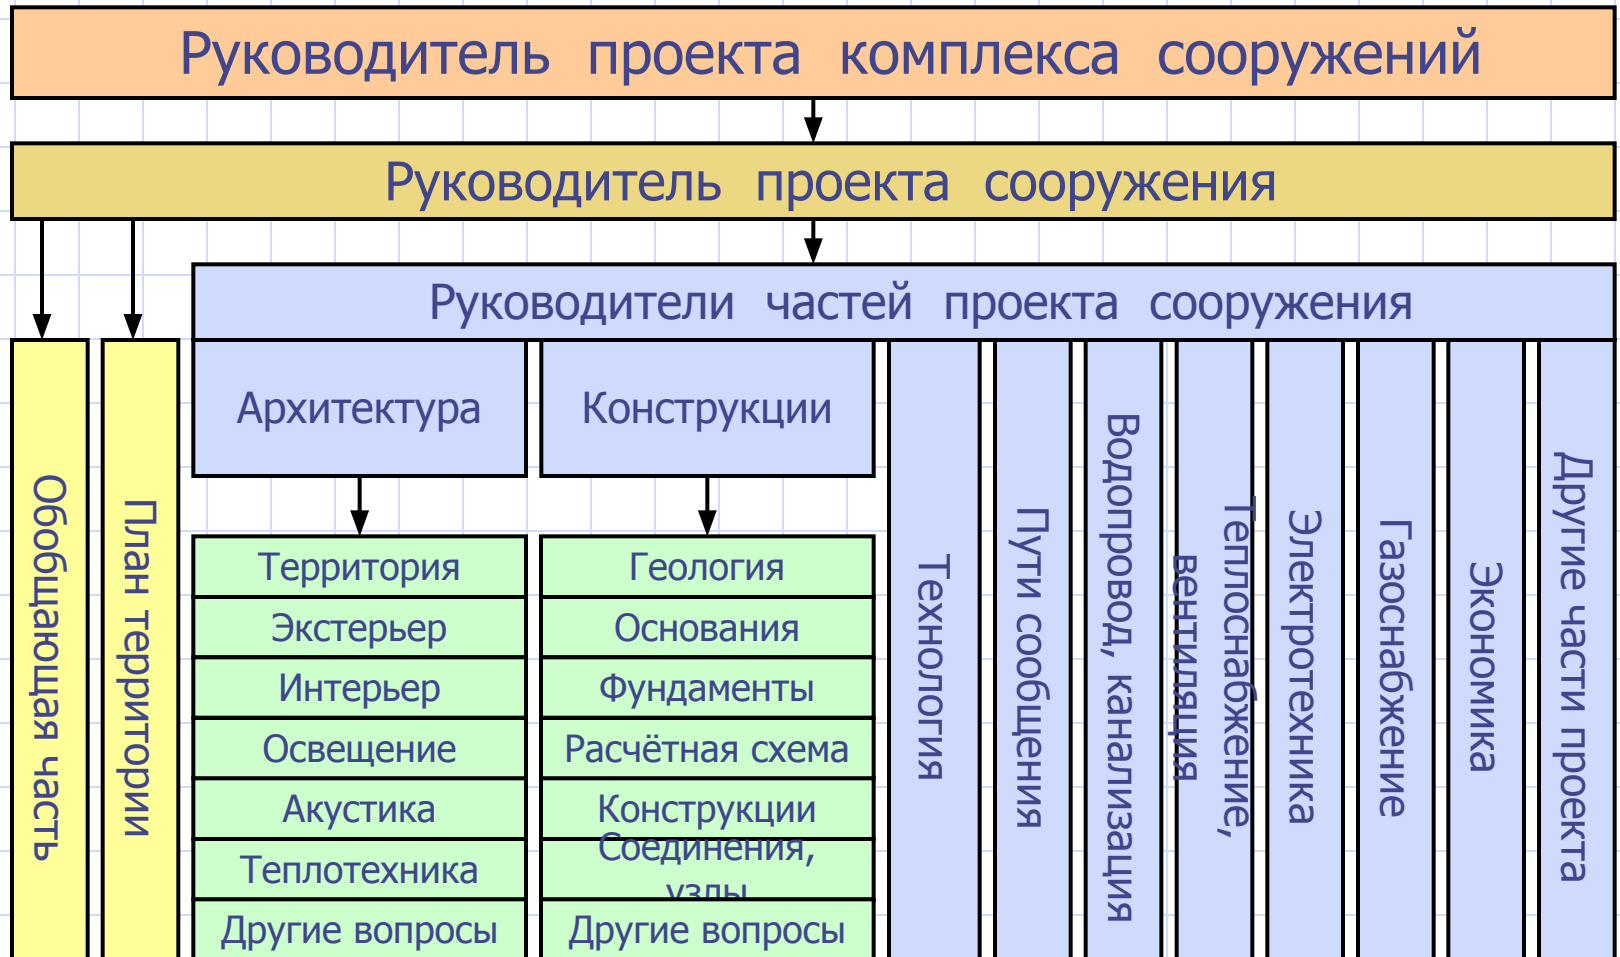 Руководитель проекта комплекса сооружений
Руководитель проекта сооружения
Руководители частей проекта сооружения
Обобщающая часть
План территории
Архитектура
Территория
Экстерьер
Интерьер
Освещение
Акустика
Теплотехника
Другие вопросы
Конструкции
Геология
Основания
Фундаменты
Расчётная схема
Конструкции
Соединения,
узлы
Другие вопросы
Технология
Пути сообщения
Водопровод, канализация
Теплоснабжение,
вентиляция
Электротехника
Газоснабжение
Экономика
Другие части проекта